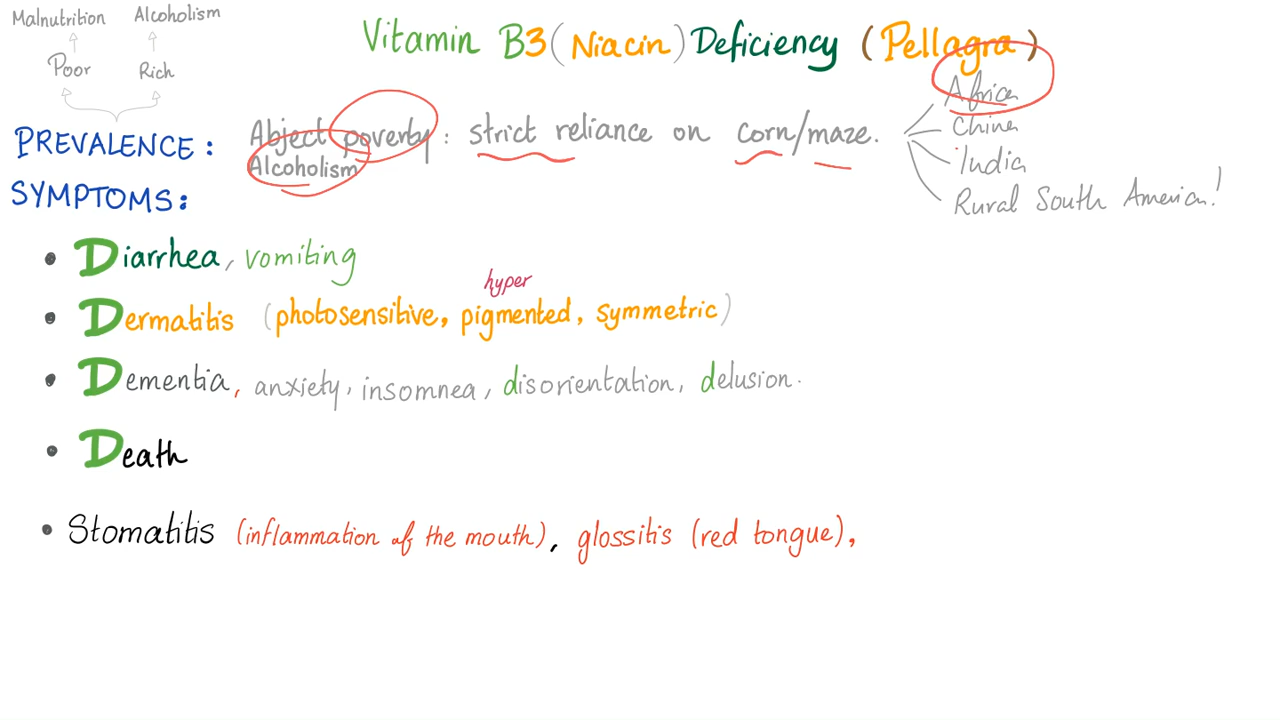 Malnutrition Alcoholism
Poor Rich
Vitamin B3 (Niacin) Deficiency (Pellagra)
PREVALENCE: Abject poverty: strict reliance on corn/maze.
Alcoholism
Africa
China
India
Rural South America!
SYMPTOMS:
• Diarrhea, vomiting
hyper
• Dermatitis (photosensitive, pigmented, symmetric)
• Dementia, anxiety, insomnea, disorientation, delusion.
• Death
• Stomatitis (inflammation of the mouth), glossitis (red tongue),